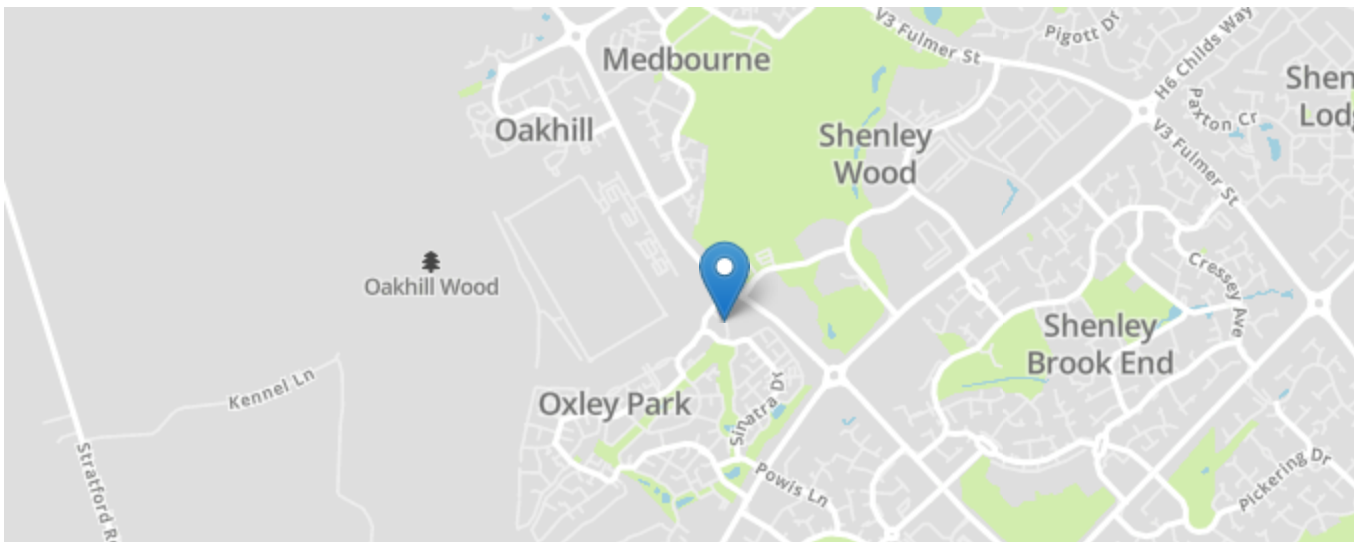 V3 Fulmer St
Pigott Dr
H6 Childs Way
Medbourne
Shen
Lodg
Paxton Cr
Oakhill
Shenley
Wood
V3 Fulmer St
Oakhill Wood
Cressey Ave
Shenley
Brook End
Kennel Ln
Oxley Park
Sinatra Dr
Stratford R
Powis Ln
Pickering Dr